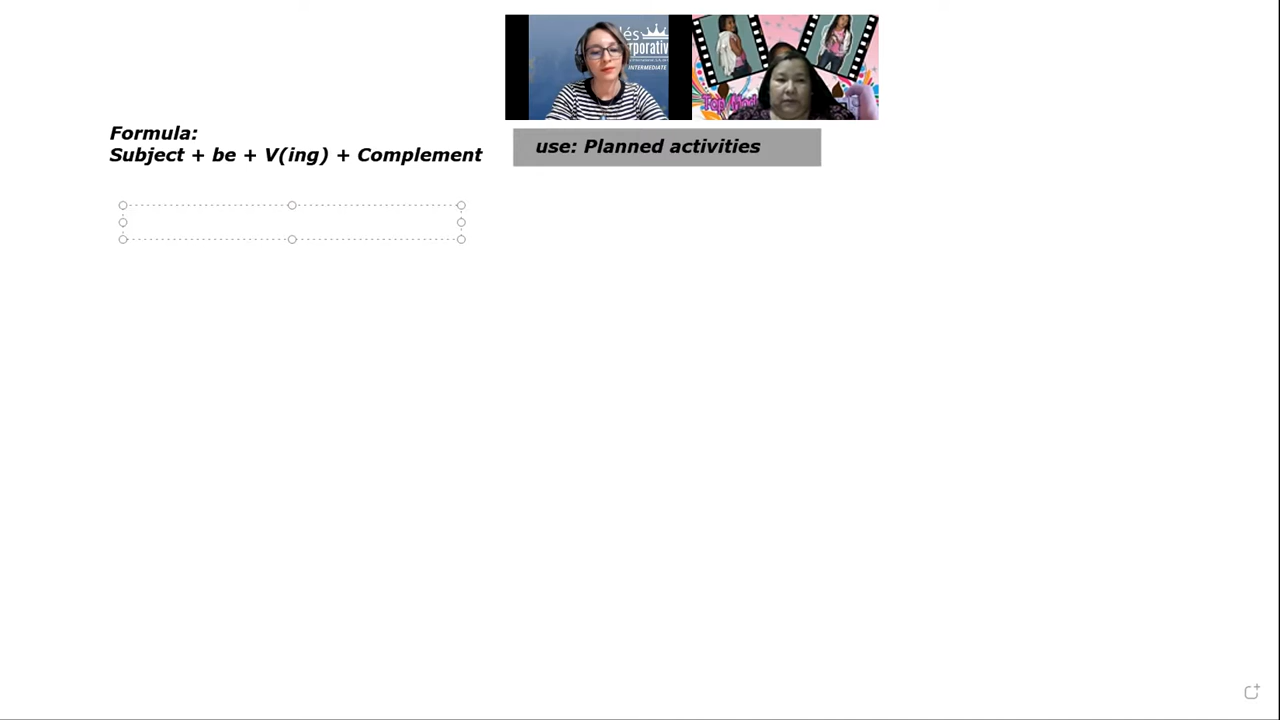 INTERMEDIATE
Formula:
Subject + be + V(ing) + Complement
use: Planned activities